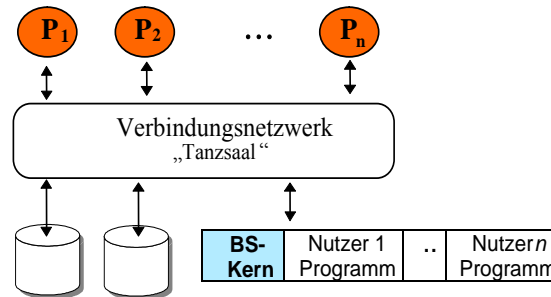 P1 P2 ... Pn
Verbindungsnetzwerk
„Tanzsaal“
BS- Nutzer 1 .. Nutzer n
Kern Programm Programm